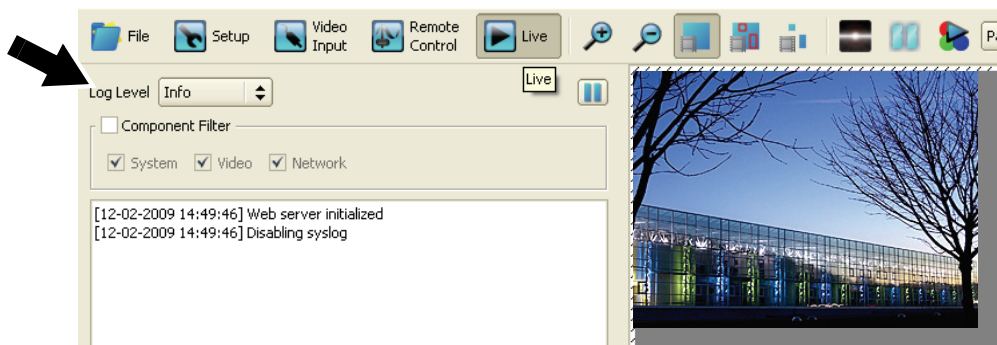 File
Setup
Video
Input
Remote
Control
Live
Live
Log Level Info
Component Filter
System Video Network
[12-02-2009 14:49:46] Web server initialized
[12-02-2009 14:49:46] Disabling syslog